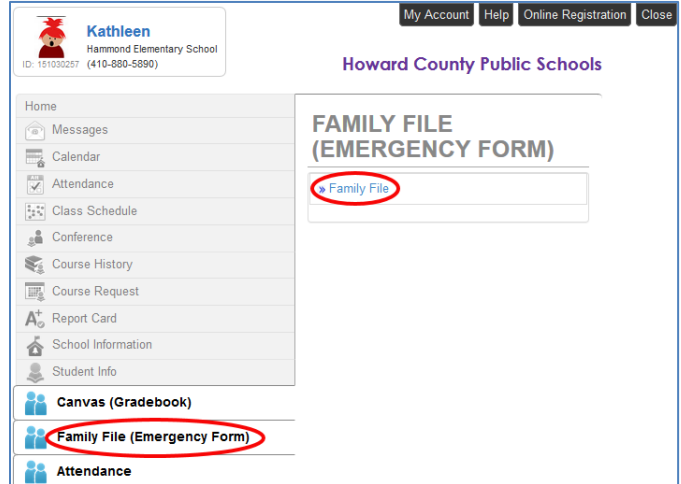 My Account Help Online Registration Close
Kathleen
Hammond Elementary School
ID: 151030257 (410-880-5890)
Howard County Public Schools
Home
Messages
Calendar
Attendance
Class Schedule
Conference
Course History
Course Request
Report Card
School Information
Student Info
Canvas (Gradebook)
Family File (Emergency Form)
Attendance
FAMILY FILE
(EMERGENCY FORM)
» Family File